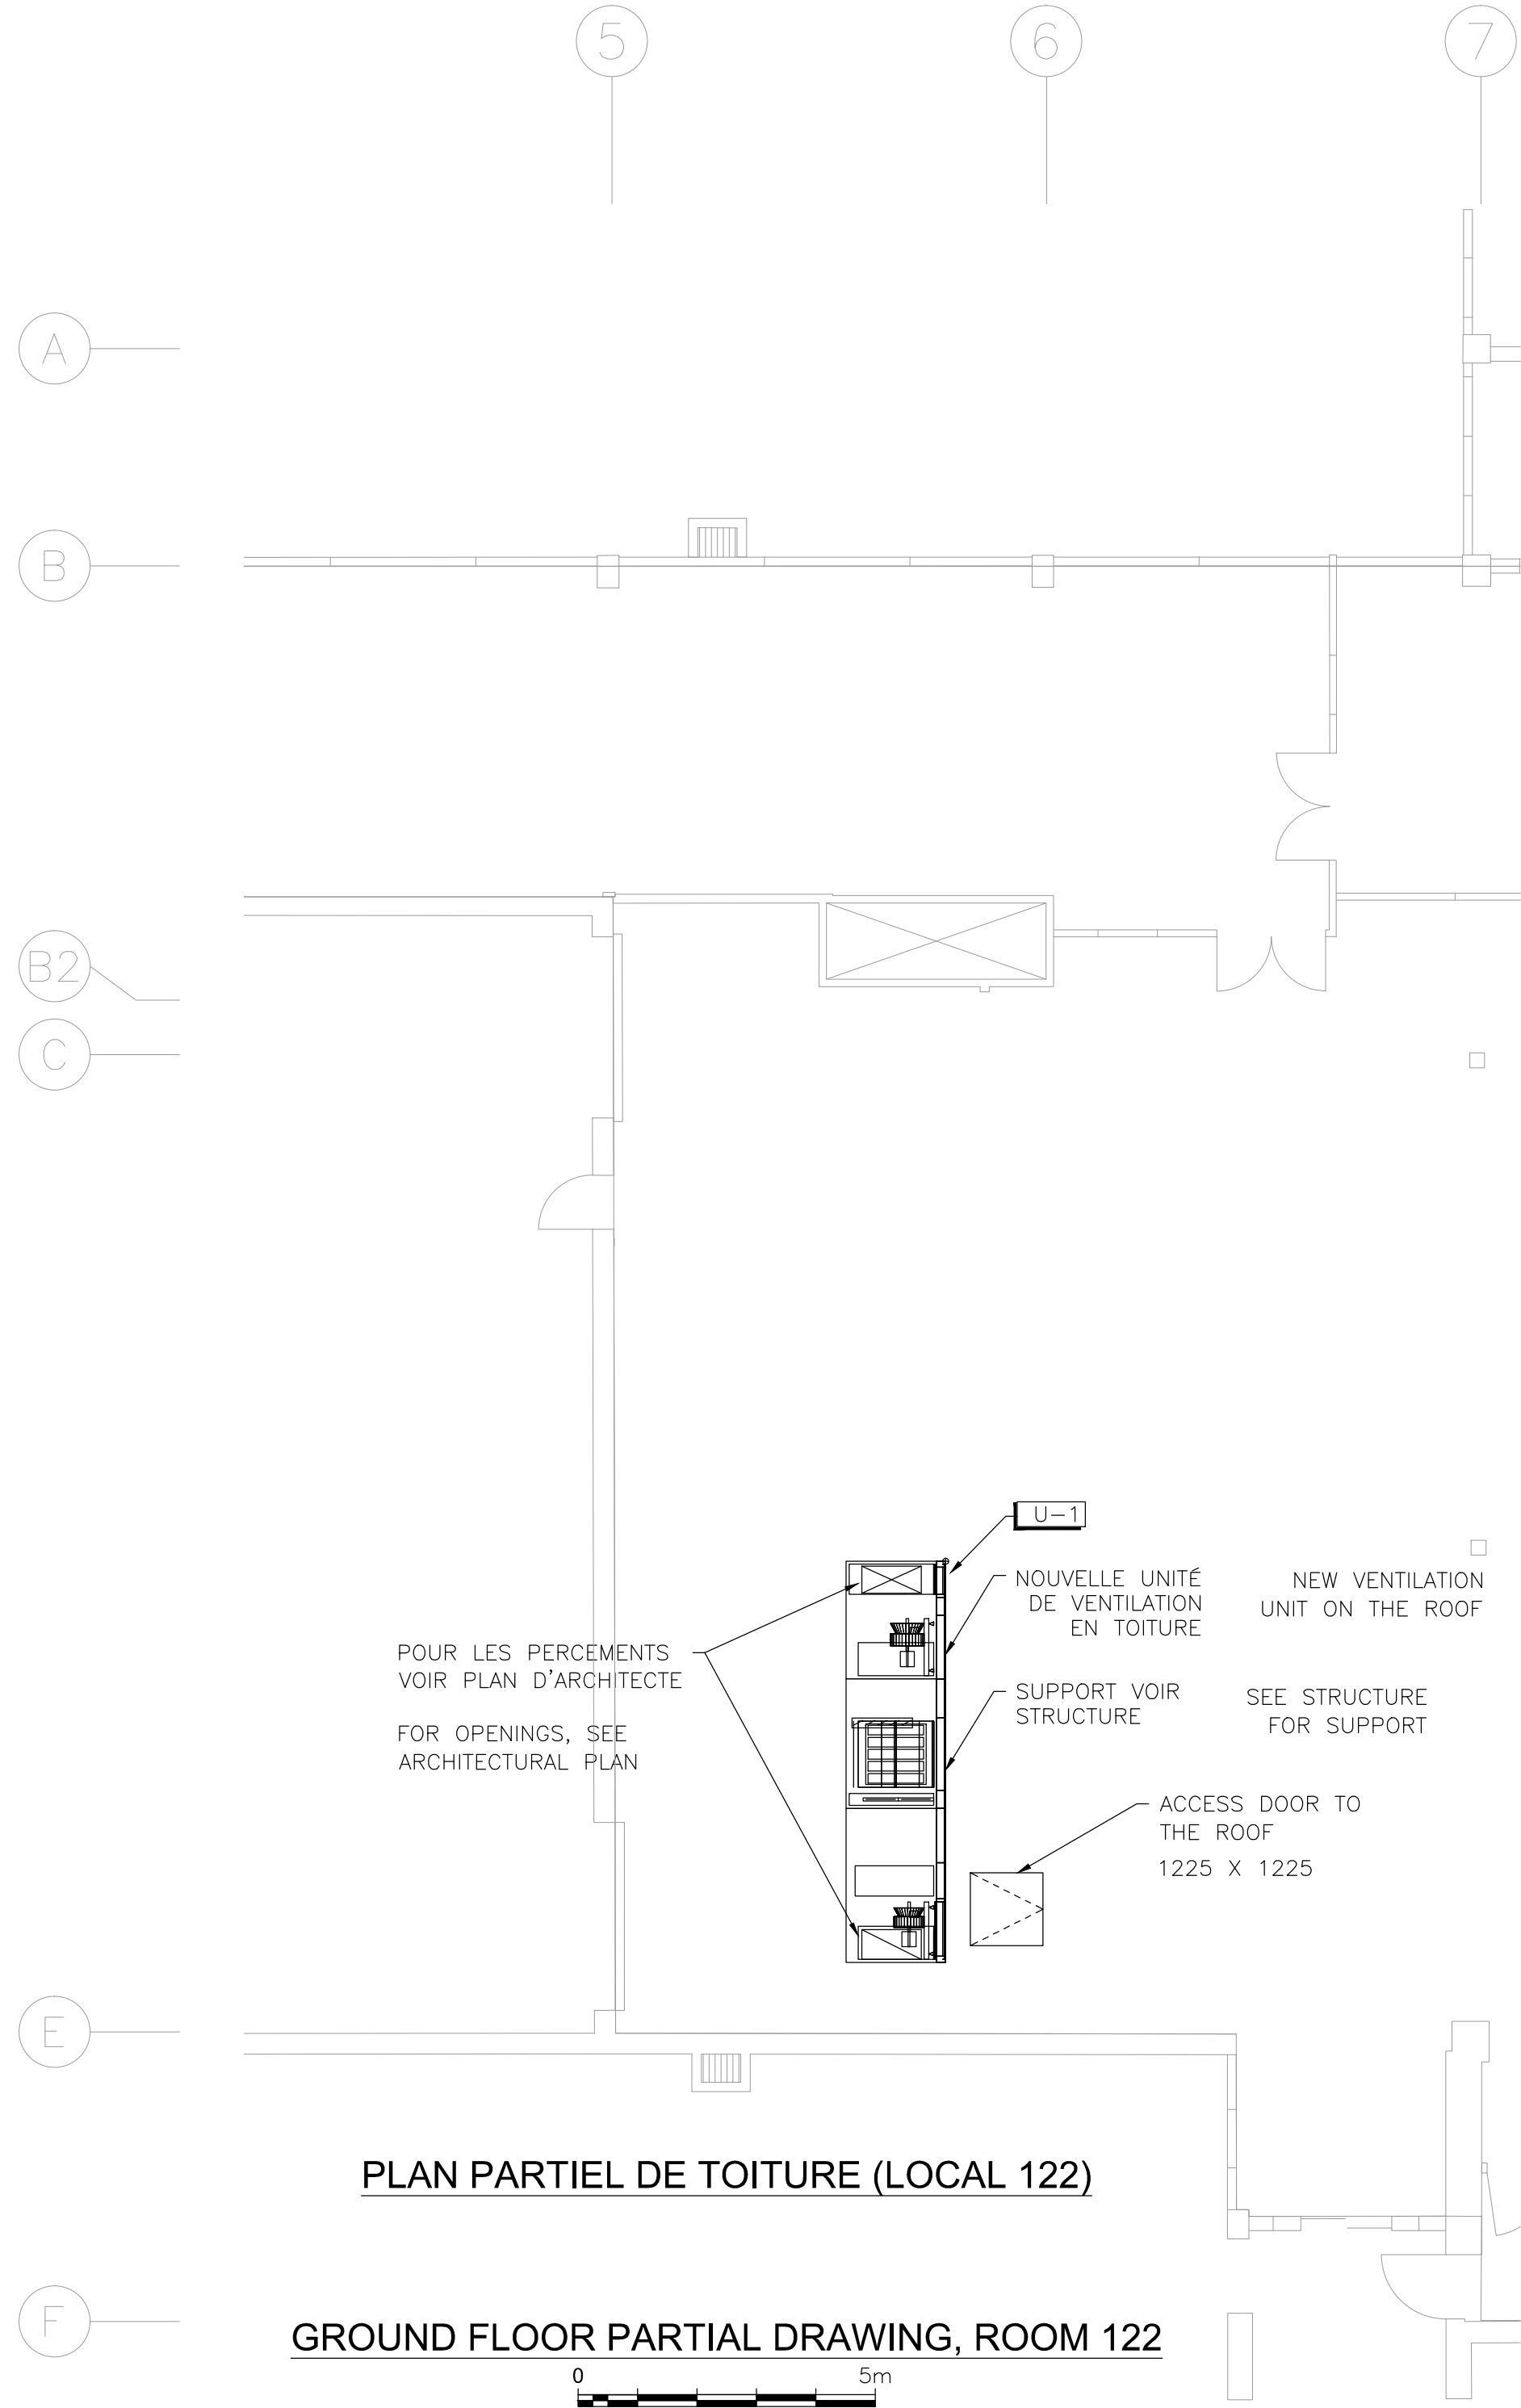 5
6
7
A
B
B2
C
U-1
NOUVELLE UNITÉ
DE VENTILATION
EN TOITURE
NEW VENTILATION
UNIT ON THE ROOF
POUR LES PERCEMENTS
VOIR PLAN D'ARCHITECTE
FOR OPENINGS, SEE
ARCHITECTURAL PLAN
SUPPORT VOIR
STRUCTURE
SEE STRUCTURE
FOR SUPPORT
ACCESS DOOR TO
THE ROOF
1225 X 1225
E
PLAN PARTIEL DE TOITURE (LOCAL 122)
F
GROUND FLOOR PARTIAL DRAWING, ROOM 122
0
5m